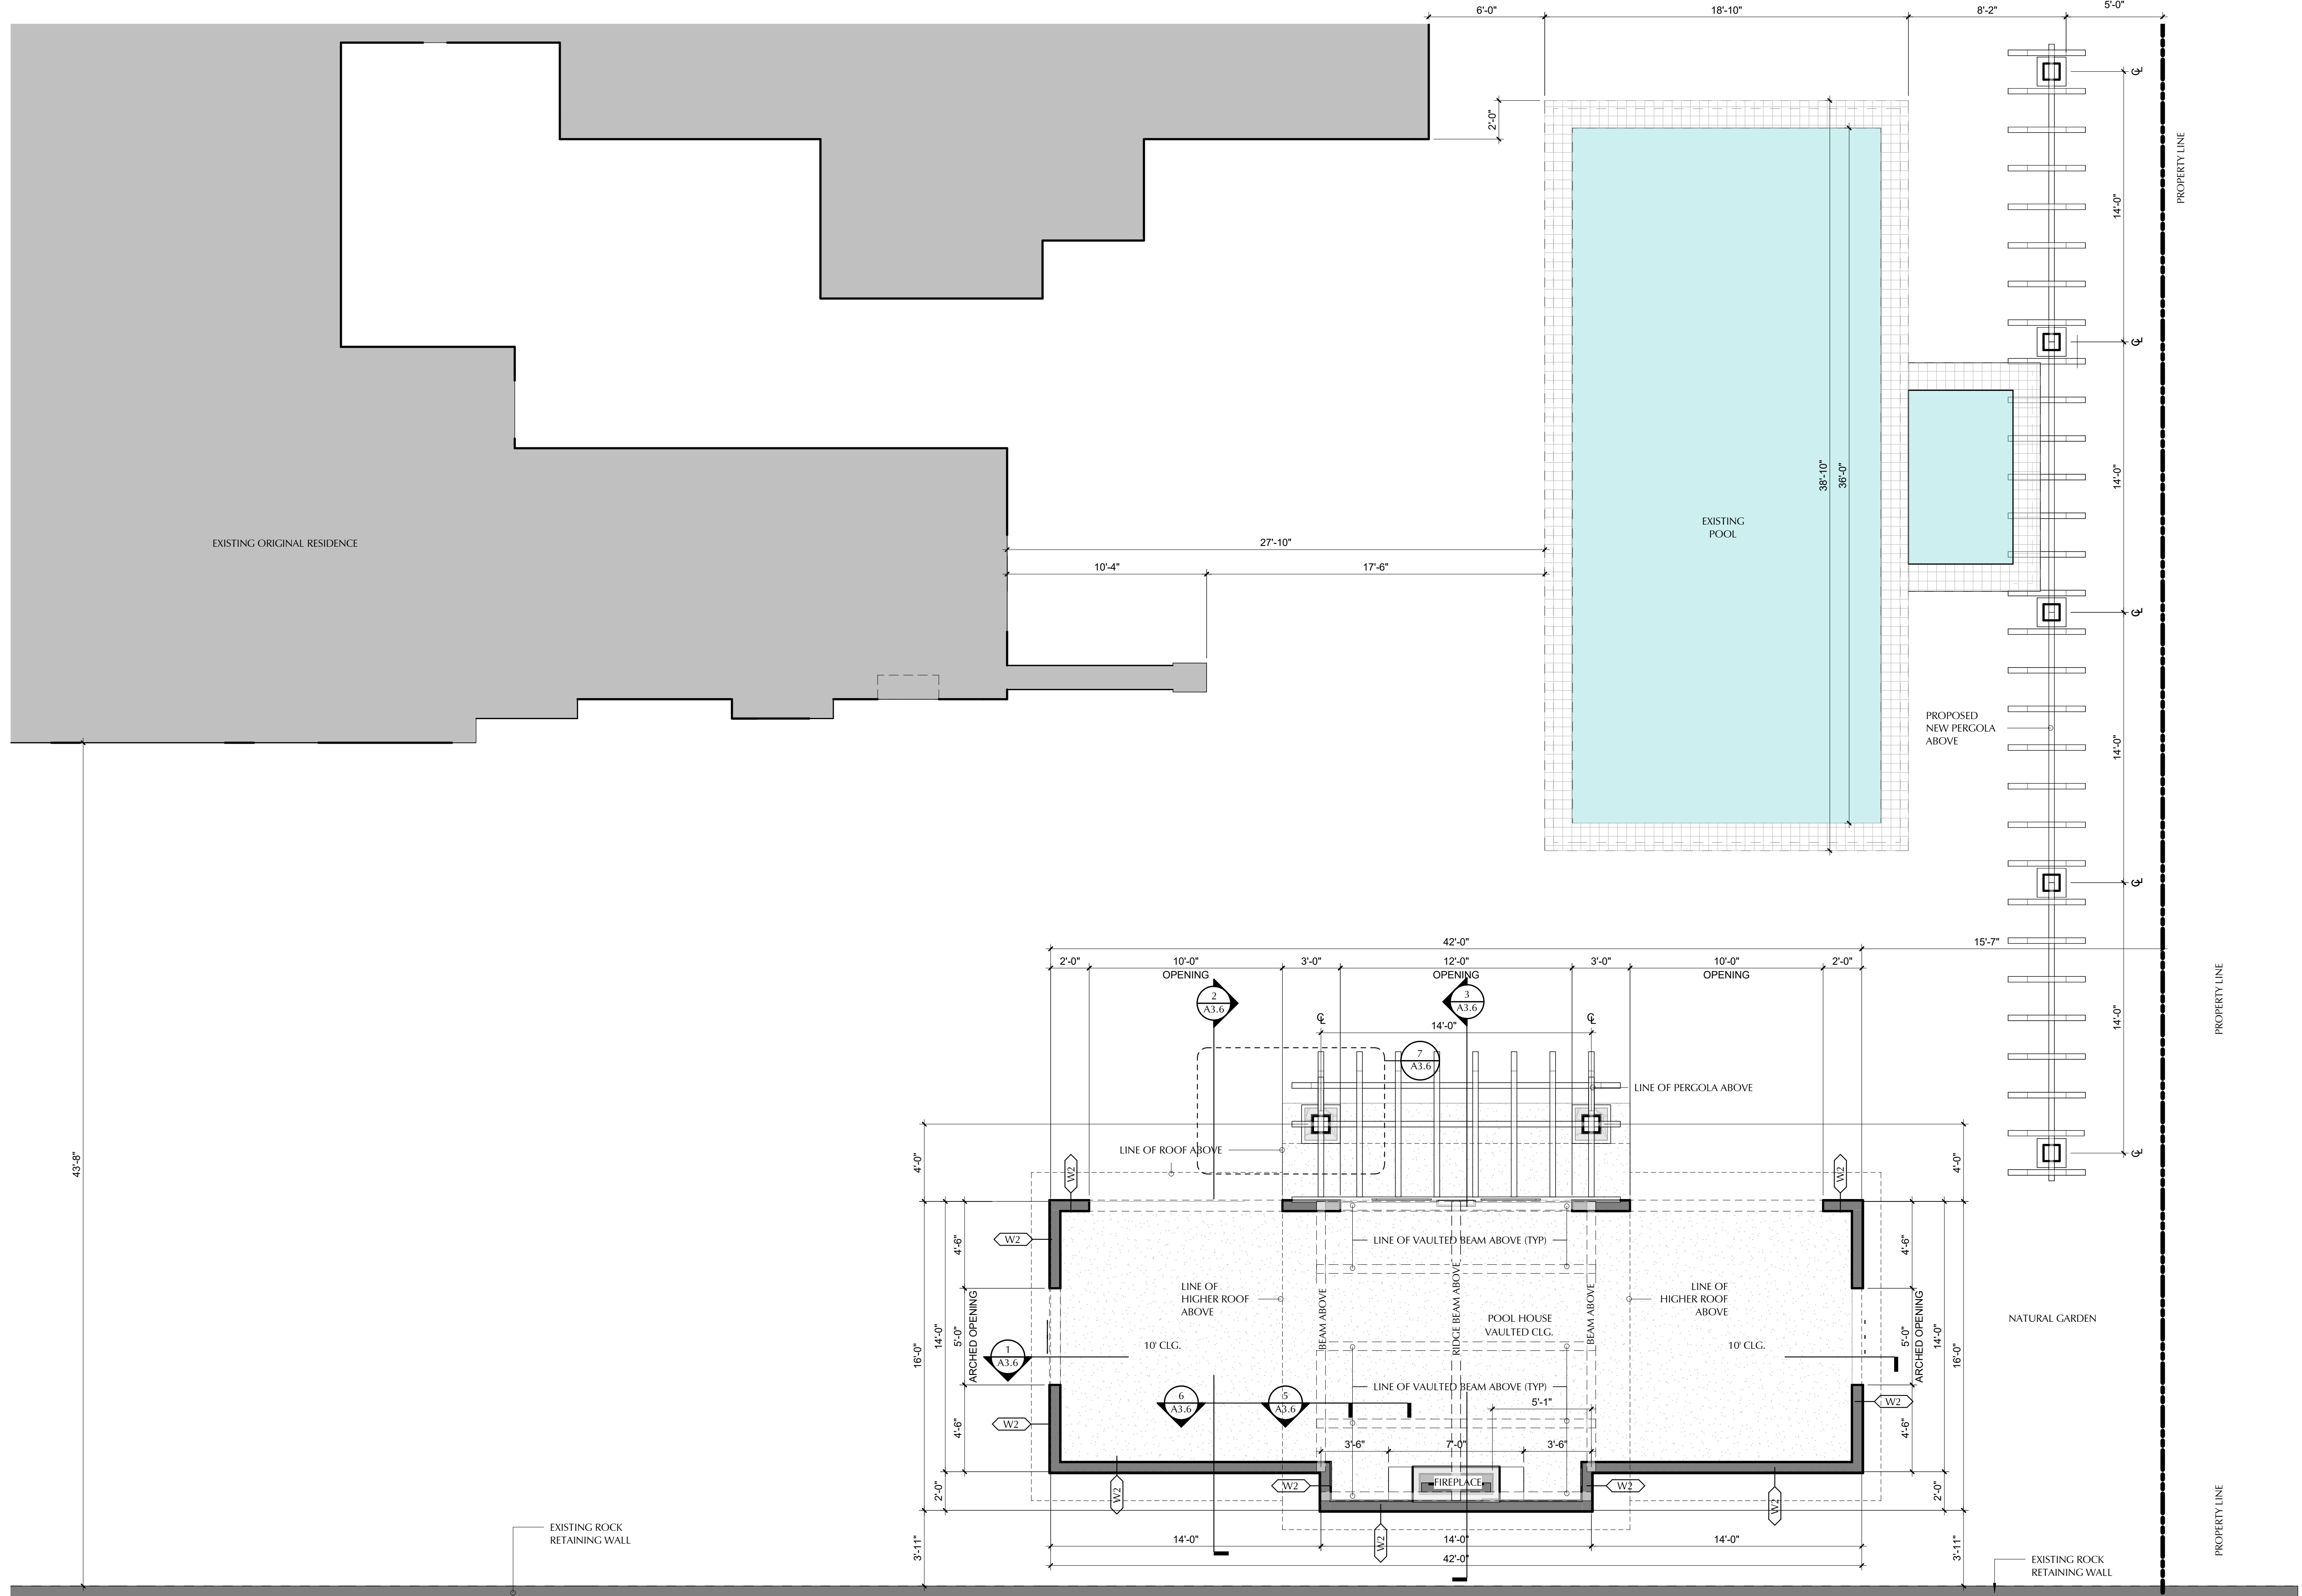 6'-0"
18'-10"
8'-2"
5'-0"
2'-0"
PROPERTY LINE
14'-0"
38'-10"
36'-0"
14'-0"
EXISTING
POOL
EXISTING ORIGINAL RESIDENCE
27'-10"
10'-4"
17'-6"
PROPOSED
NEW PERGOLA
ABOVE
14'-0"
42'-0"
15'-7"
2'-0"
10'-0"
OPENING
3'-0"
12'-0"
OPENING
3'-0"
10'-0"
OPENING
2'-0"
PROPERTY LINE
14'-0"
2
A3.6
3
A3.6
14'-0"
7
A3.6
LINE OF PERGOLA ABOVE
43'-8"
4'-0"
LINE OF ROOF ABOVE
W2
W2
4'-0"
W2
4'-6"
LINE OF VAULTED BEAM ABOVE (TYP)
4'-6"
LINE OF
HIGHER ROOF
ABOVE
BEAM ABOVE
RIDGE BEAM ABOVE
BEAM ABOVE
LINE OF
HIGHER ROOF
ABOVE
POOL HOUSE
VAULTED CLG.
NATURAL GARDEN
16'-0"
14'-0"
5'-0"
ARCHED OPENING
10' CLG.
10' CLG.
5'-0"
ARCHED OPENING
14'-0"
16'-0"
1
A3.6
LINE OF VAULTED BEAM ABOVE (TYP)
6
A3.6
5
A3.6
5'-1"
W2
W2
4'-6"
4'-6"
3'-6"
7'-0"
3'-6"
FIREPLACE
W2
W2
W2
W2
2'-0"
2'-0"
EXISTING ROCK
RETAINING WALL
W2
3'-11"
14'-0"
14'-0"
14'-0"
42'-0"
3'-11"
PROPERTY LINE
EXISTING ROCK
RETAINING WALL